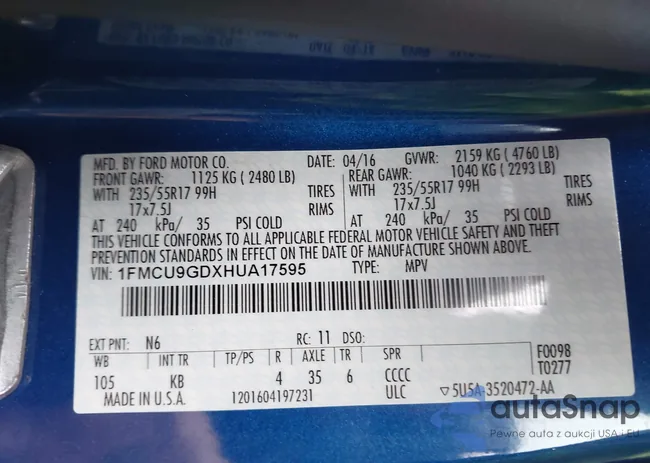 MFD. BY FORD MOTOR CO. DATE: 04/16 GVWR: 2159 KG ( 4760 LB)
FRONT GAWR: 1125 KG ( 2480 LB) REAR GAWR: 1040 KG ( 2293 LB)
WITH 235/55R17 99H TIRES WITH 235/55R17 99H TIRES
17x7.5J RIMS 17x7.5J RIMS
AT 240 kPa/ 35 PSI COLD AT 240 kPa/ 35 PSI COLD
THIS VEHICLE CONFORMS TO ALL APPLICABLE FEDERAL MOTOR VEHICLE SAFETY AND THEFT
PREVENTION STANDARDS IN EFFECT ON THE DATE OF MANUFACTURE SHOWN ABOVE.
VIN: 1FMCU9GDXHUA17595 TYPE: MPV
EXT PNT: N6 RC: 11 DSO:
WB INT TR TP/PS R AXLE TR SPR F0098
105 KB 4 35 6 CCCC T0277
MADE IN U.S.A. 1201604197231 ULC ▽5U5A-3520472-AA
autaSnap
Pewne auta z aukcji USA i EU